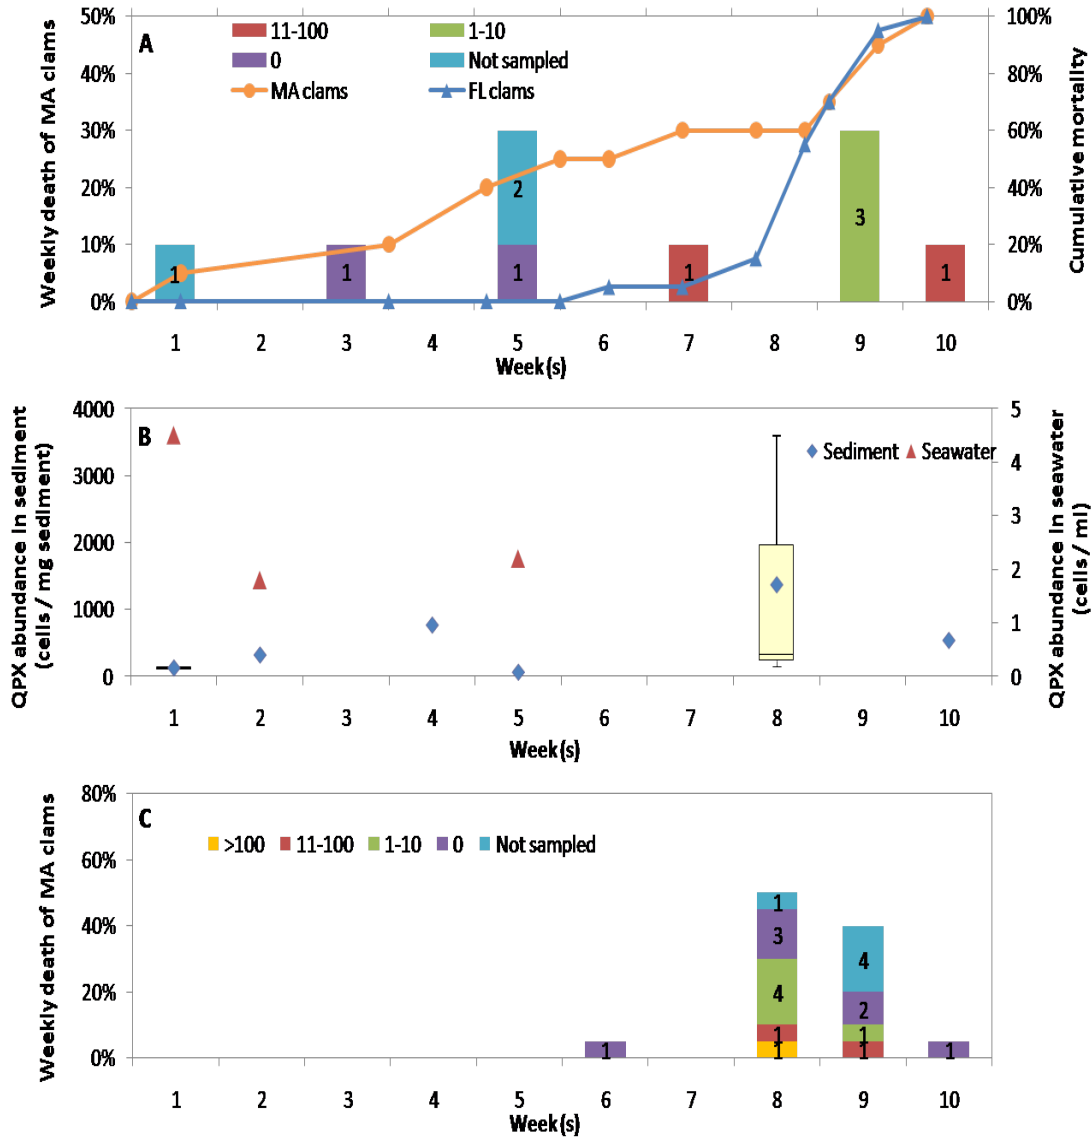 A
11-100
1-10
0
Not sampled
MA clams
FL clams
Weekly death of MA clams
50%
40%
30%
20%
10%
0%
Cumulative mortality
100%
80%
60%
40%
20%
0%
1
1
2
1
1
3
1
1 2 3 4 5 6 7 8 9 10
Week(s)
B
Sediment
Seawater
QPX abundance in sediment
(cells / mg sediment)
4000
3000
2000
1000
0
QPX abundance in seawater
(cells / ml)
5
4
3
2
1
0
1 2 3 4 5 6 7 8 9 10
Week(s)
C
>100
11-100
1-10
0
Not sampled
Weekly death of MA clams
80%
60%
40%
20%
0%
1
1
3
4
1
1
4
2
1
1
1
1 2 3 4 5 6 7 8 9 10
Week(s)